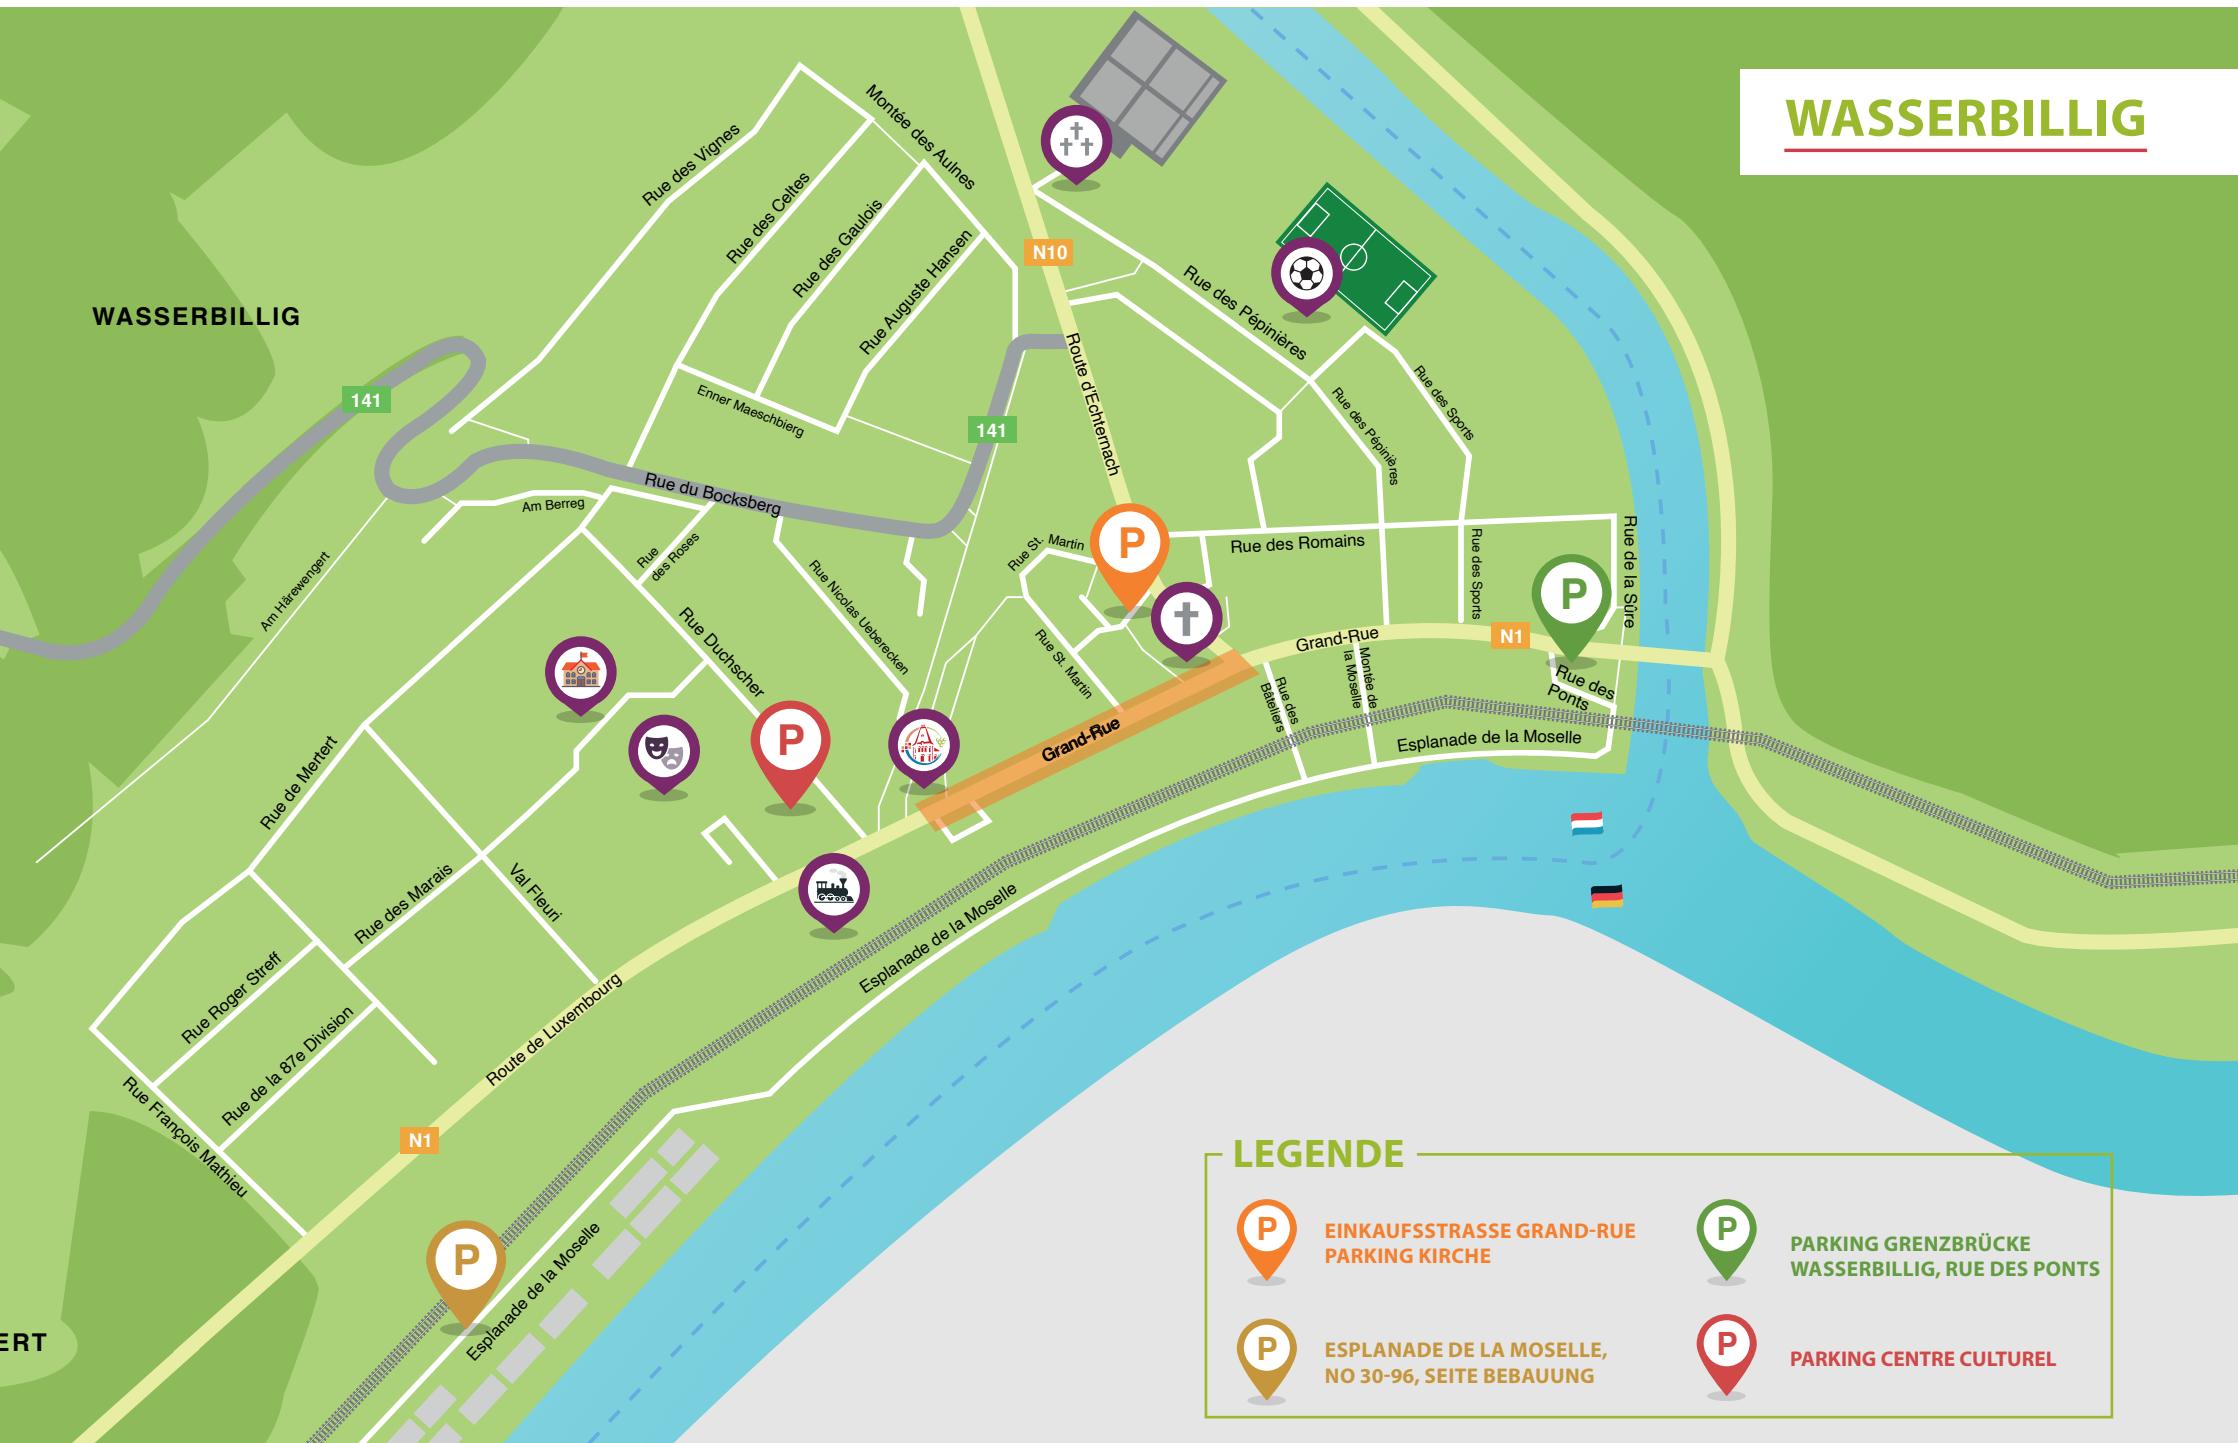 WASSERBILLIG
WASSERBILLIG
Montée des Aulnes
Rue des Vignes
Rue des Celtes
Rue des Gaulois
Rue Auguste Hansen
N10
Rue des Pépinières
Route d'Echternach
141
141
Enner Maeschbierg
Rue des Pépinières
Rue des Sports
Rue du Bocksberg
Am Berreg
Am Härewengert
Rue
des Roses
Rue Nicolas Ueberecken
Rue Duchscher
Rue St. Martin
Rue St. Martin
P
Rue des Romains
Rue des Sports
Rue de la Sûre
P
N1
Grand-Rue
Grand-Rue
Rue des
Bâteliers
Montée de
la Moselle
Rue des
Ponts
Esplanade de la Moselle
P
Rue de Mertert
Rue des Marais
Val Fleuri
Rue Roger Streff
Rue de la 87e Division
Rue François Mathieu
Route de Luxembourg
Esplanade de la Moselle
N1
P
Esplanade de la Moselle
ERT
LEGENDE
P
EINKAUFSSTRASSE GRAND-RUE
PARKING KIRCHE
P
PARKING GRENZBRÜCKE
WASSERBILLIG, RUE DES PONTS
P
ESPLANADE DE LA MOSELLE,
NO 30-96, SEITE BEBAUUNG
P
PARKING CENTRE CULTUREL